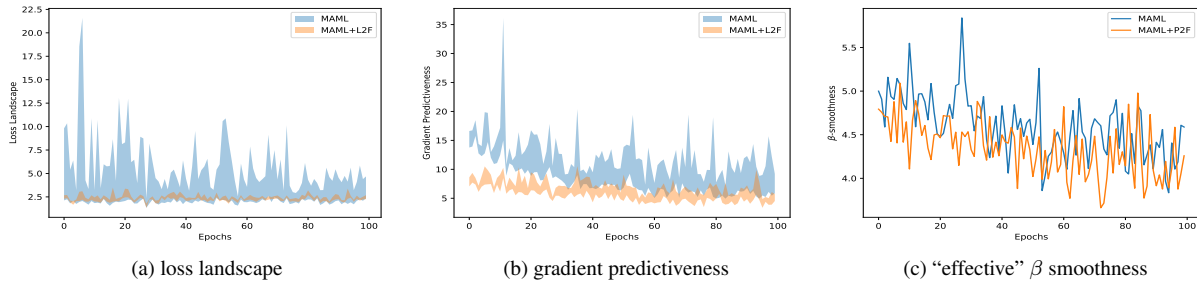 22.5
20.0
17.5
15.0
12.5
10.0
7.5
5.0
2.5
Loss Landscape
0 20 40 60 80 100
Epochs
MAML
MAML+L2F
(a) loss landscape
35
30
25
20
15
10
5
Gradient Predictiveness
0 20 40 60 80 100
Epochs
MAML
MAML+L2F
(b) gradient predictiveness
5.5
5.0
4.5
4.0
β-smoothness
0 20 40 60 80 100
Epochs
MAML
MAML+P2F
(c) “effective” β smoothness